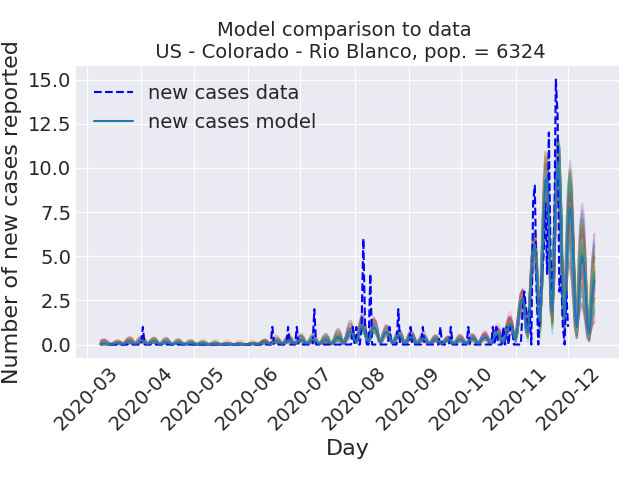 Model comparison to data
US - Colorado - Rio Blanco, pop. = 6324
Number of new cases reported
15.0
12.5
10.0
7.5
5.0
2.5
0.0
new cases data
new cases model
2020-03
2020-04
2020-05
2020-06
2020-07
2020-08
2020-09
2020-10
2020-11
2020-12
Day